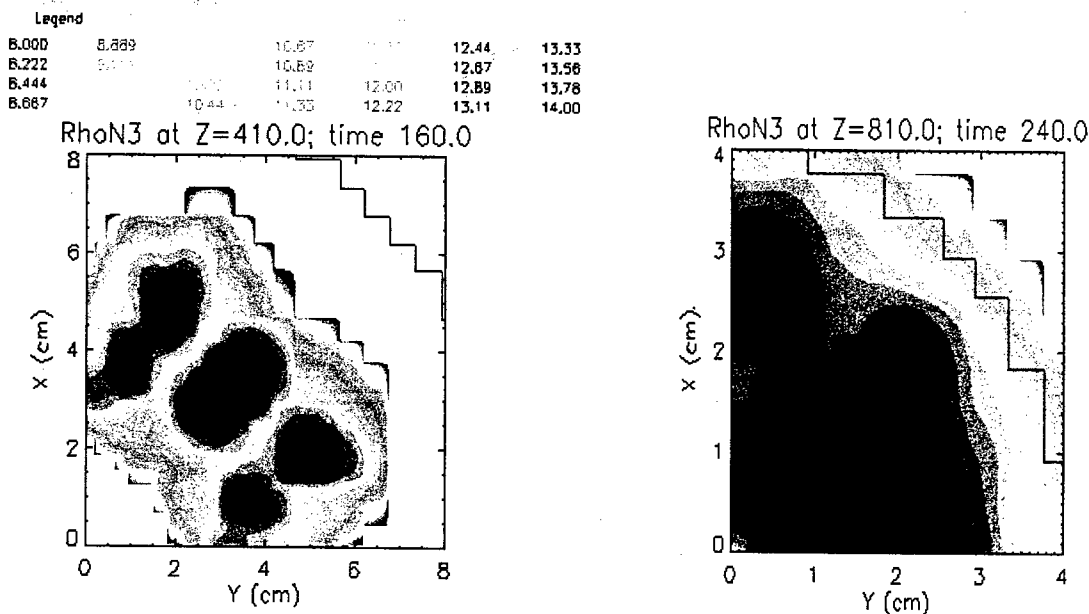 Legend
8.000 8.889 10.67 12.44 13.33
8.222 10.89 12.67 13.56
8.444 11.11 12.00 12.89 13.78
8.667 10.44 11.33 12.22 13.11 14.00
RhoN3 at Z=410.0; time 160.0
RhoN3 at Z=810.0; time 240.0
8
6
4
2
0
X (cm)
0 2 4 6 8
Y (cm)
4
3
2
1
0
X (cm)
0 1 2 3 4
Y (cm)